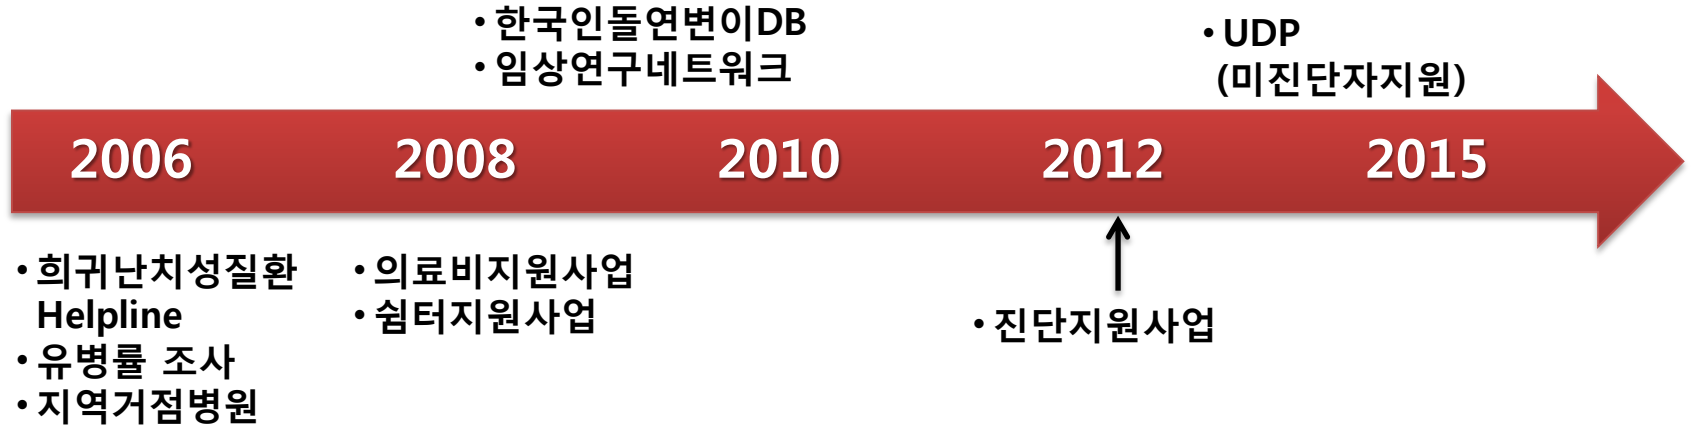 • 한국인돌연변이DB
• 임상연구네트워크
• UDP
(미진단자지원)
2006 2008 2010 2012 2015
• 희귀난치성질환
Helpline
• 유병률 조사
• 지역거점병원
• 의료비지원사업
• 쉼터지원사업
• 진단지원사업